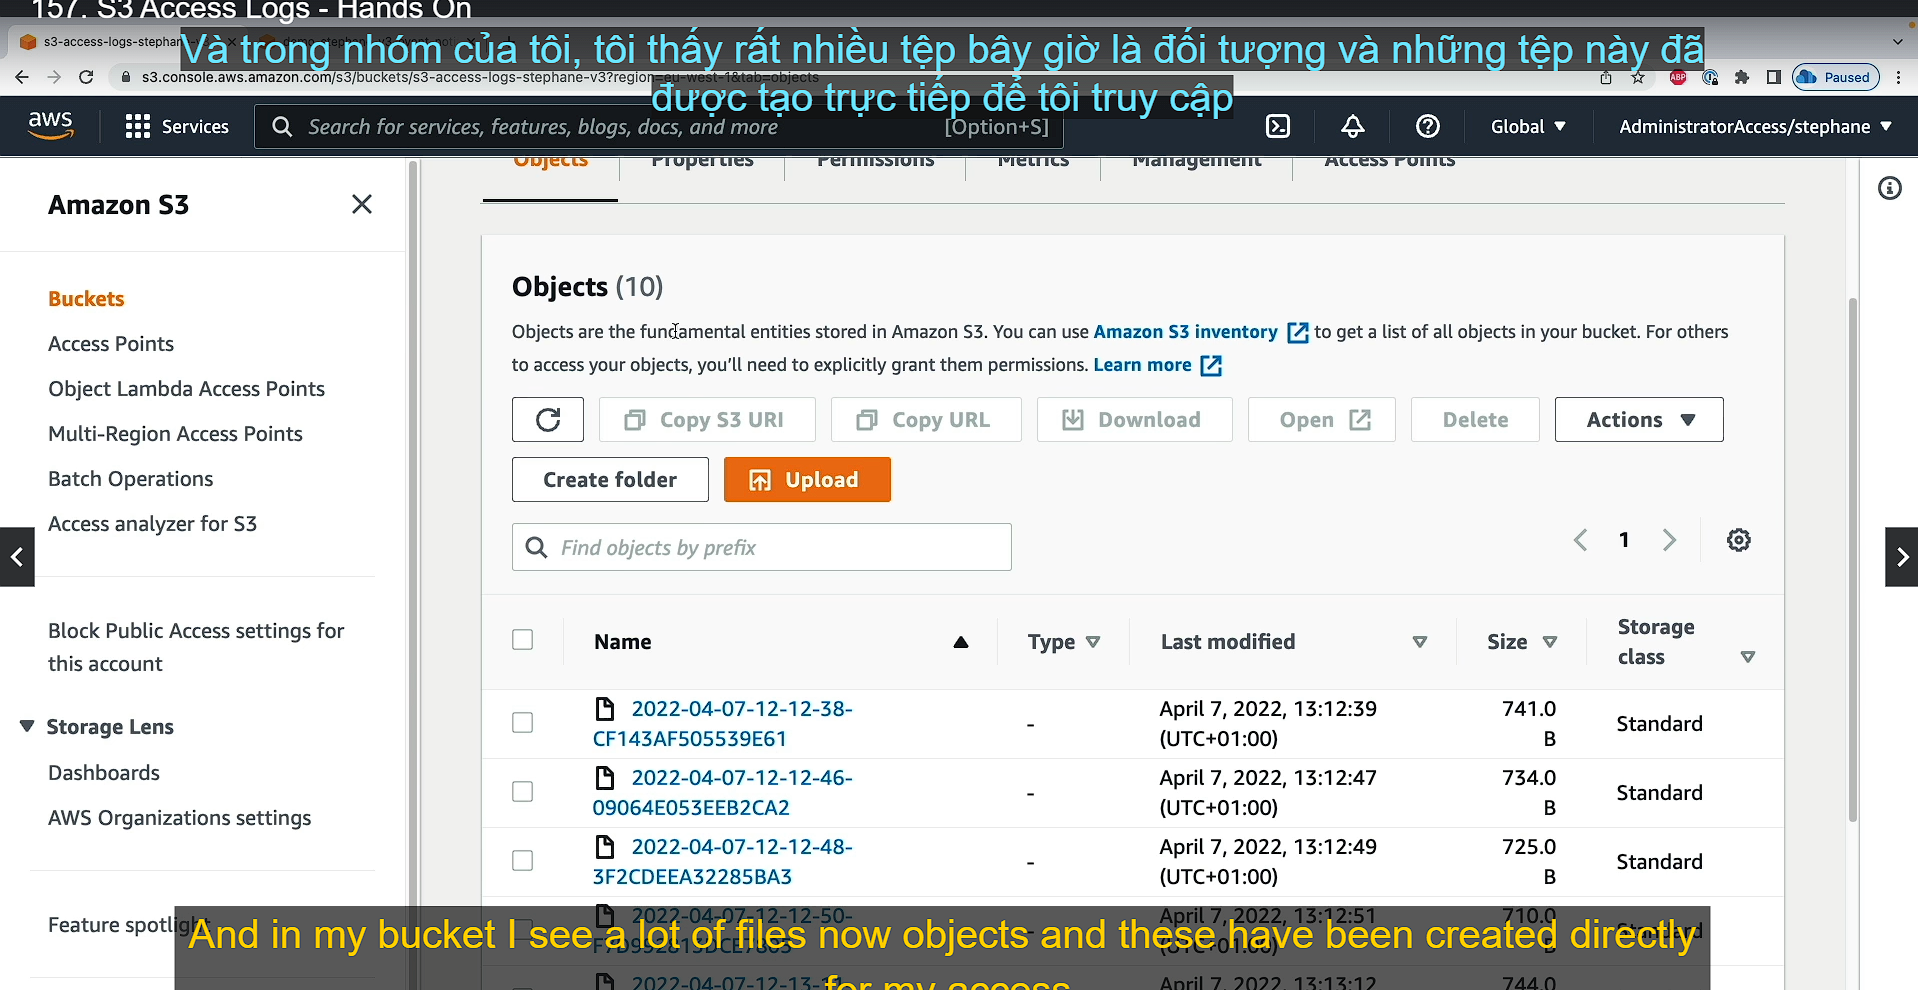 157. S3 Access Logs - Hands On
s3-access-logs-stephan
Và trong nhóm của tôi, tôi thấy rất nhiều tệp bây giờ là đối tượng và những tệp này đã
được tạo trực tiếp để tôi truy cập
s3.console.aws.amazon.com/s3/buckets/s3-access-logs-stephane-v3?region=eu-west-1&tab=objects
ABP
Paused
aws
Services
Search for services, features, blogs, docs, and more
[Option+S]
Global
AdministratorAccess/stephane
Objects
Properties
Permissions
Metrics
Management
Access Points
Amazon S3
Buckets
Access Points
Object Lambda Access Points
Multi-Region Access Points
Batch Operations
Access analyzer for S3
Block Public Access settings for
this account
Storage Lens
Dashboards
AWS Organizations settings
Feature spotlight
Objects (10)
Objects are the fundamental entities stored in Amazon S3. You can use Amazon S3 inventory to get a list of all objects in your bucket. For others
to access your objects, you'll need to explicitly grant them permissions. Learn more
Copy S3 URI
Copy URL
Download
Open
Delete
Actions
Create folder
Upload
Find objects by prefix
1
Name
Type
Last modified
Size
Storage
class
2022-04-07-12-12-38-
CF143AF505539E61
-
April 7, 2022, 13:12:39
(UTC+01:00)
741.0
B
Standard
2022-04-07-12-12-46-
09064E053EEB2CA2
-
April 7, 2022, 13:12:47
(UTC+01:00)
734.0
B
Standard
2022-04-07-12-12-48-
3F2CDEEA32285BA3
-
April 7, 2022, 13:12:49
(UTC+01:00)
725.0
B
Standard
2022-04-07-12-12-50-
April 7, 2022, 13:12:51
(UTC+01:00)
710.0
B
Standard
April 7, 2022, 13:13:12
744.0
And in my bucket I see a lot of files now objects and these have been created directly
for my access